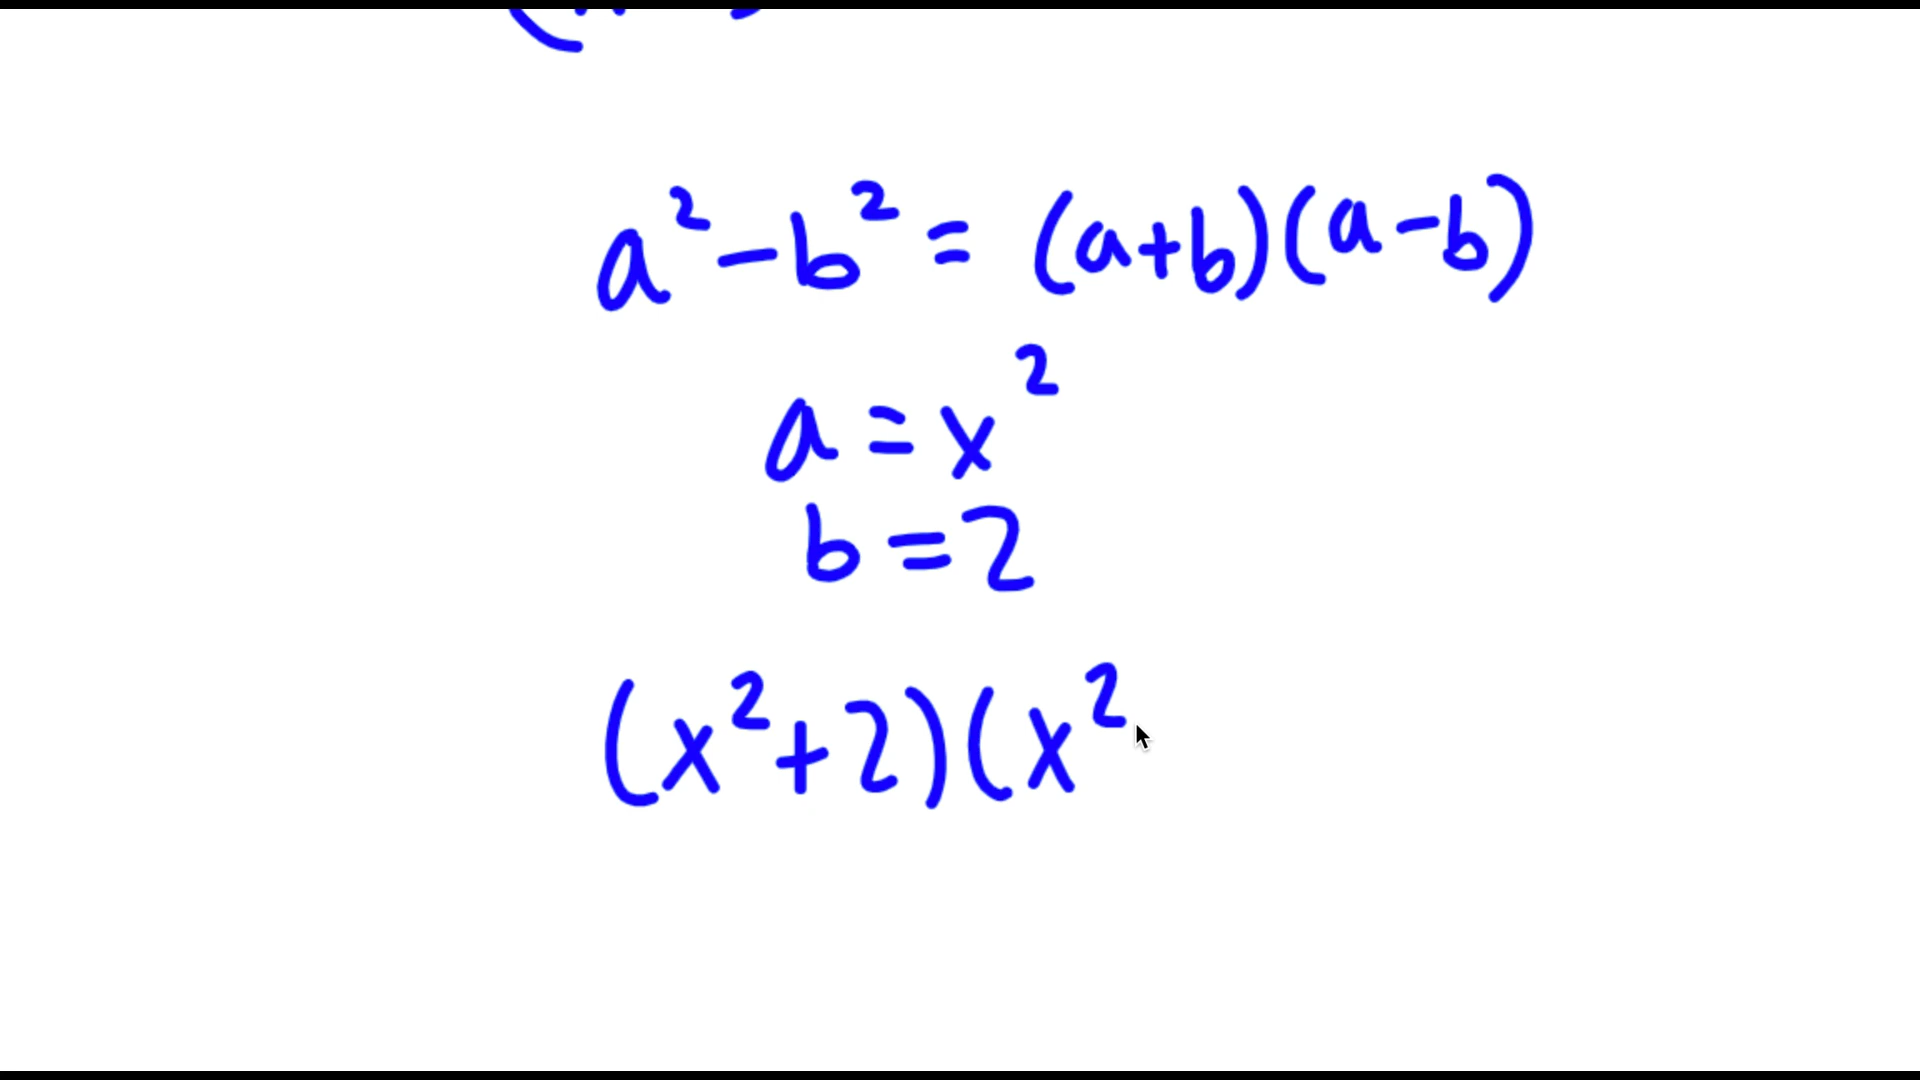 a²-b² = (a+b)(a-b)
a = x²
b = 2
(x²+2)(x²